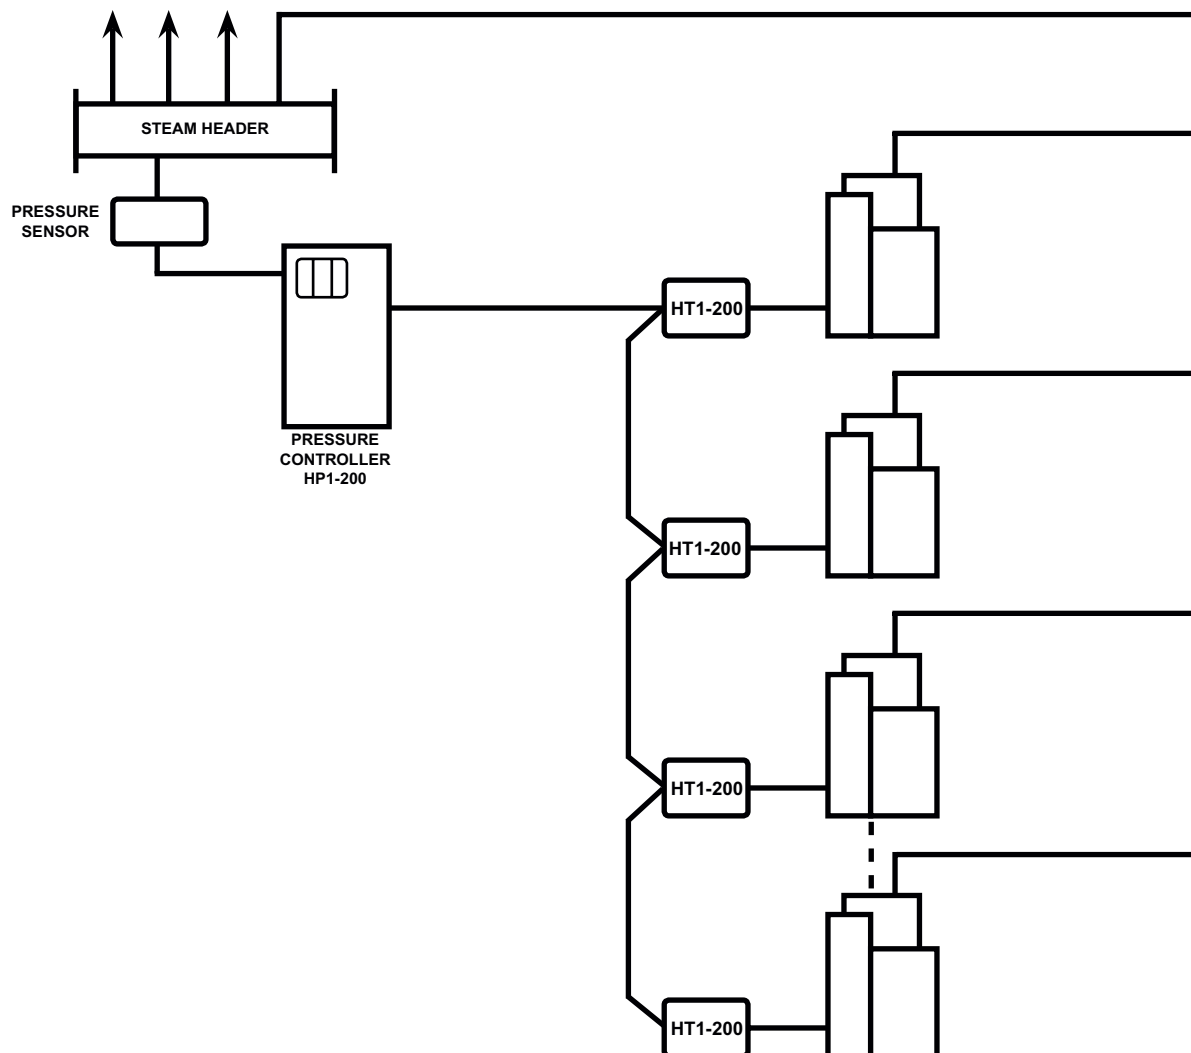 STEAM HEADER
PRESSURE
SENSOR
HT1-200
PRESSURE
CONTROLLER
HP1-200
HT1-200
HT1-200
HT1-200